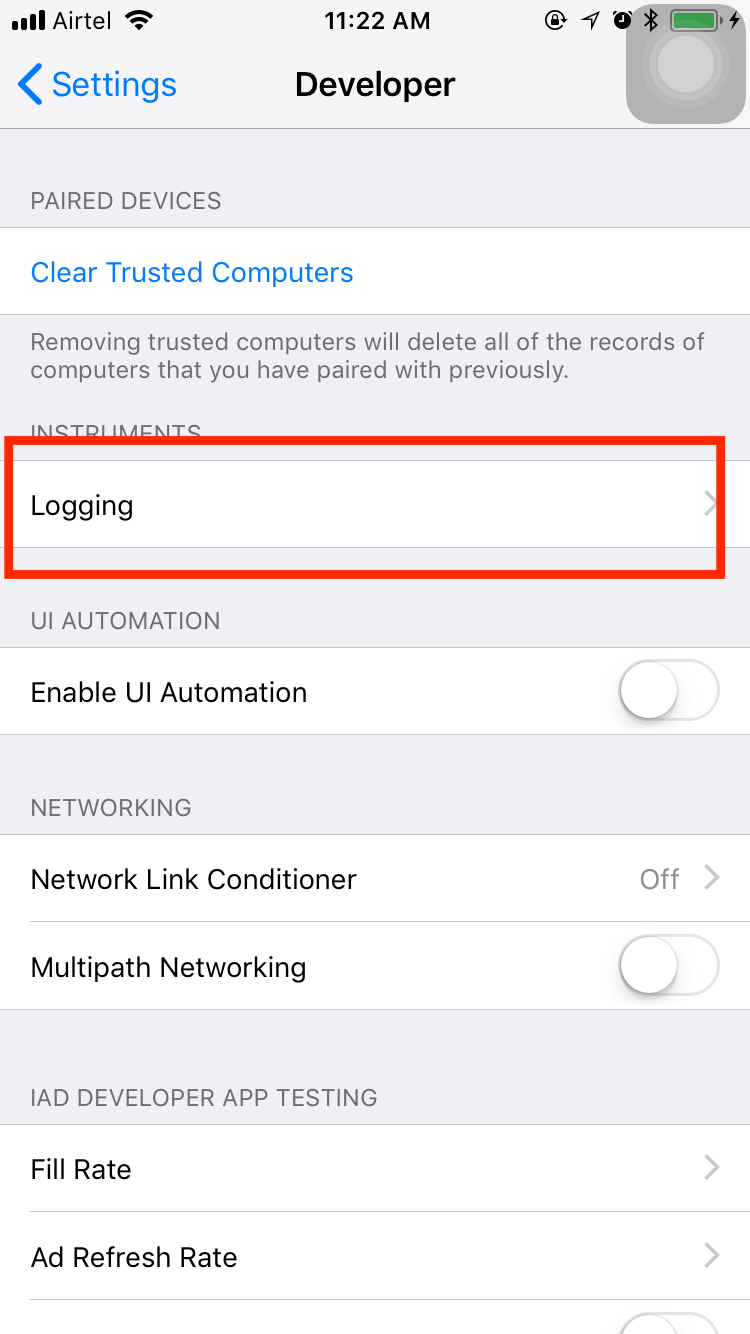 Airtel 11:22 AM
Settings Developer
PAIRED DEVICES
Clear Trusted Computers
Removing trusted computers will delete all of the records of
computers that you have paired with previously.
INSTRUMENTS
Logging
UI AUTOMATION
Enable UI Automation
NETWORKING
Network Link Conditioner Off
Multipath Networking
IAD DEVELOPER APP TESTING
Fill Rate
Ad Refresh Rate